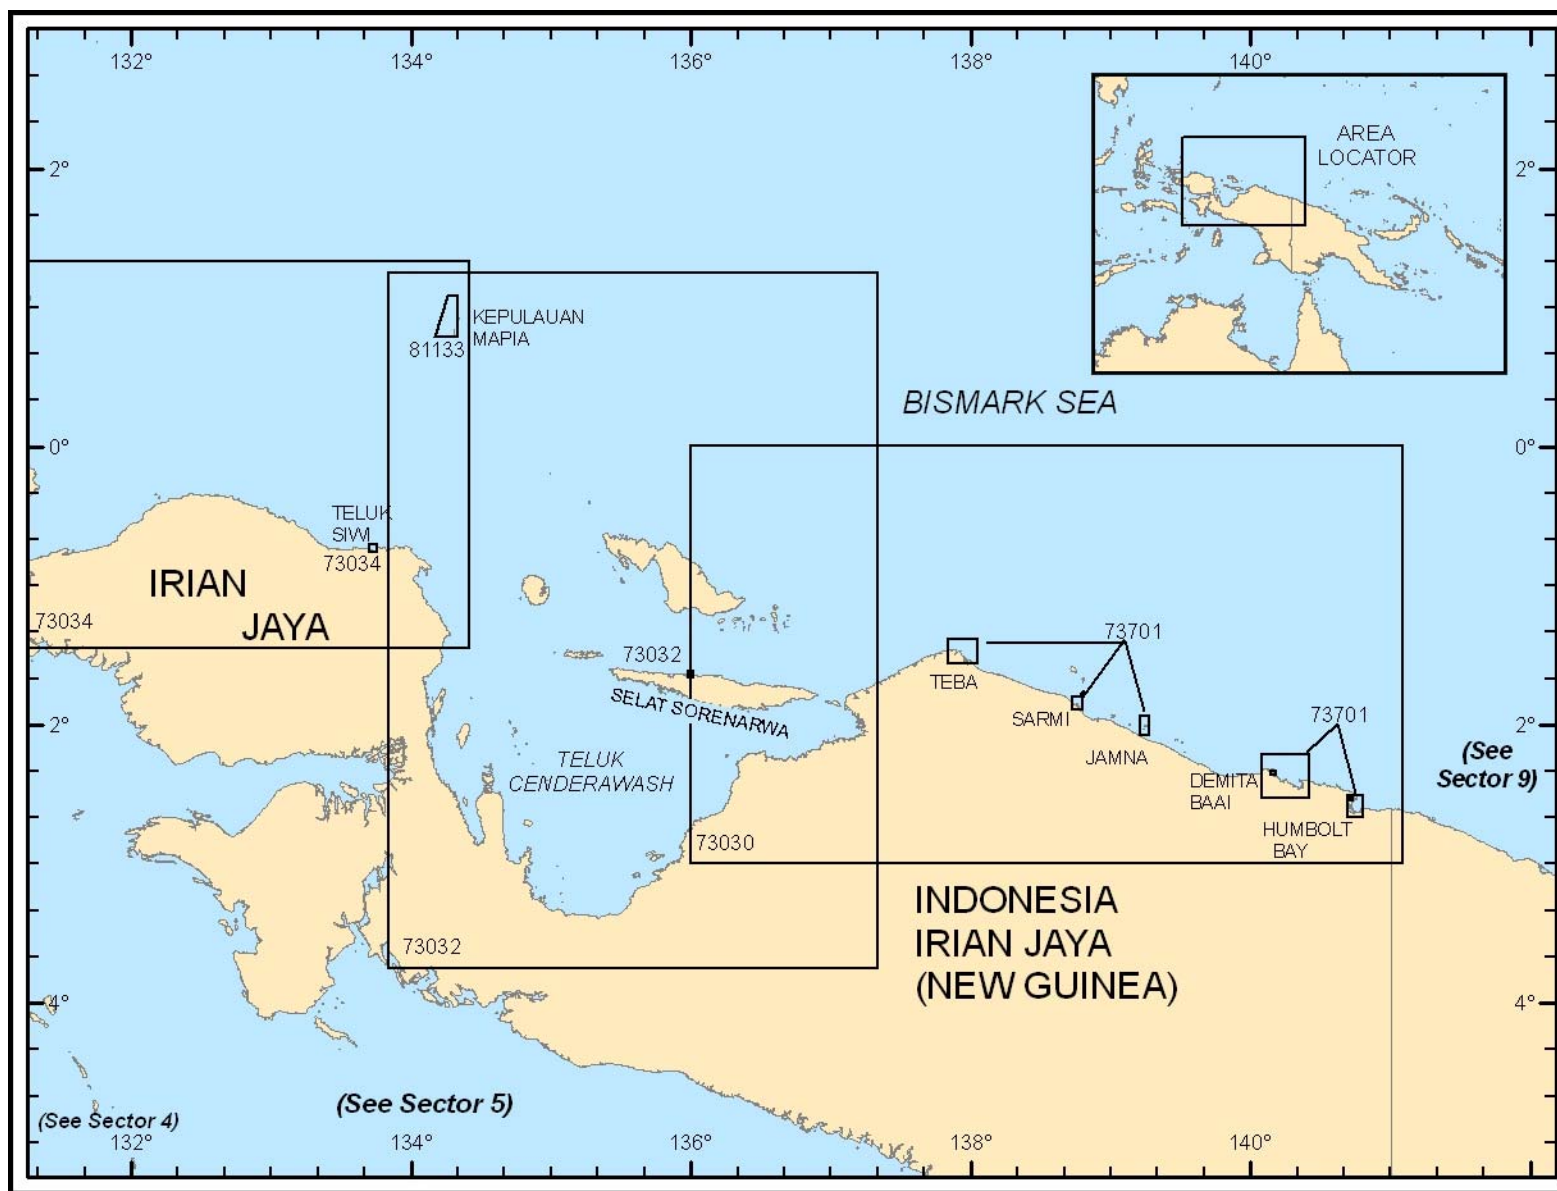 132°
134°
136°
138°
140°
AREA
LOCATOR
2°
2°
KEPULAUAN
MAPIA
81133
BISMARK SEA
0°
0°
TELUK
SIWI
73034
IRIAN
JAYA
73034
73032
73701
TEBA
SELAT SORENARWA
SARMI
73701
2°
JAMNA
TELUK
CENDERAWASH
(See
Sector 9)
DEMITA
BAAI
HUMBOLT
BAY
73030
INDONESIA
IRIAN JAYA
(NEW GUINEA)
73032
4°
4°
(See Sector 5)
(See Sector 4)
132°
134°
136°
138°
140°
2°